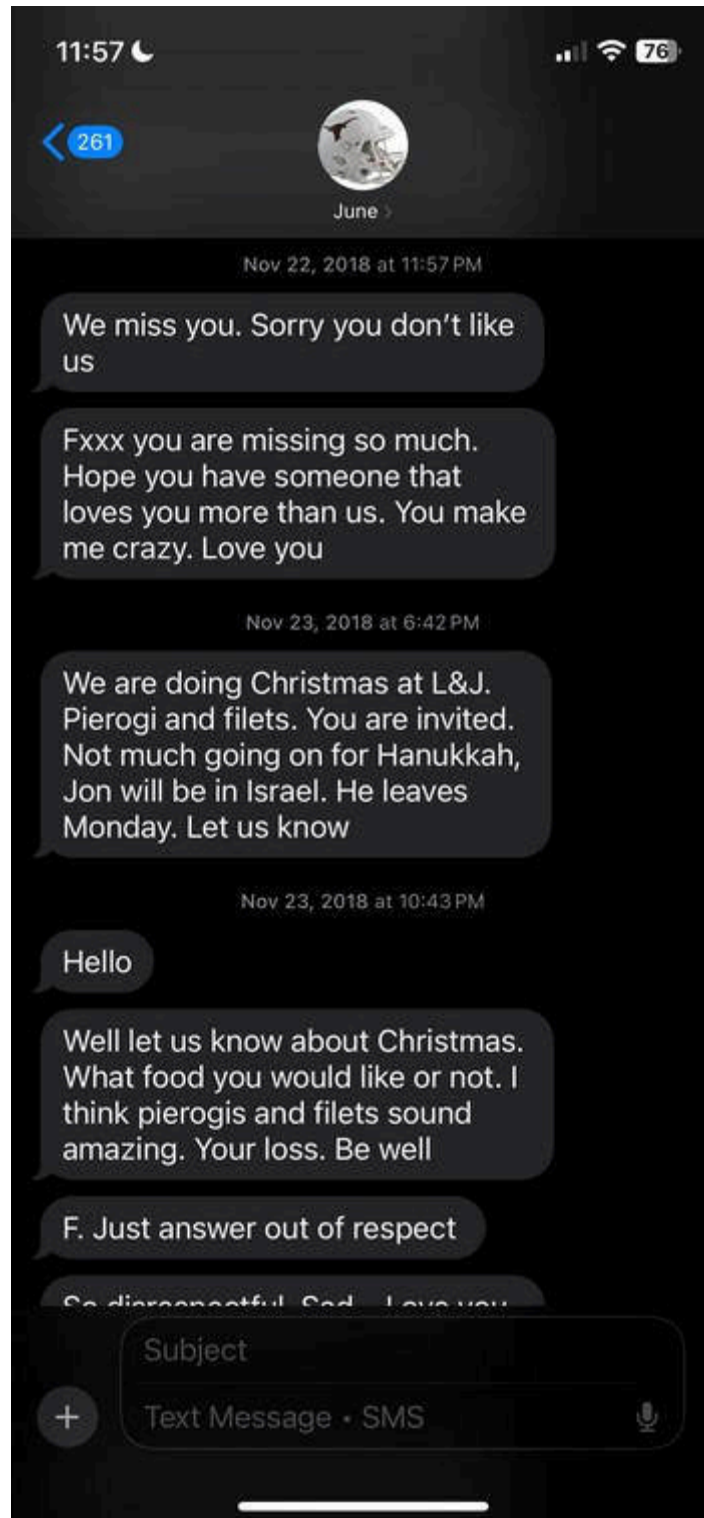 11:57
76
261
June
Nov 22, 2018 at 11:57 PM
We miss you. Sorry you don't like
us
Fxxx you are missing so much.
Hope you have someone that
loves you more than us. You make
me crazy. Love you
Nov 23, 2018 at 6:42 PM
We are doing Christmas at L&J.
Pierogi and filets. You are invited.
Not much going on for Hanukkah,
Jon will be in Israel. He leaves
Monday. Let us know
Nov 23, 2018 at 10:43 PM
Hello
Well let us know about Christmas.
What food you would like or not. I
think pierogis and filets sound
amazing. Your loss. Be well
F. Just answer out of respect
So disrespectful. Sad... Love you
Subject
Text Message • SMS